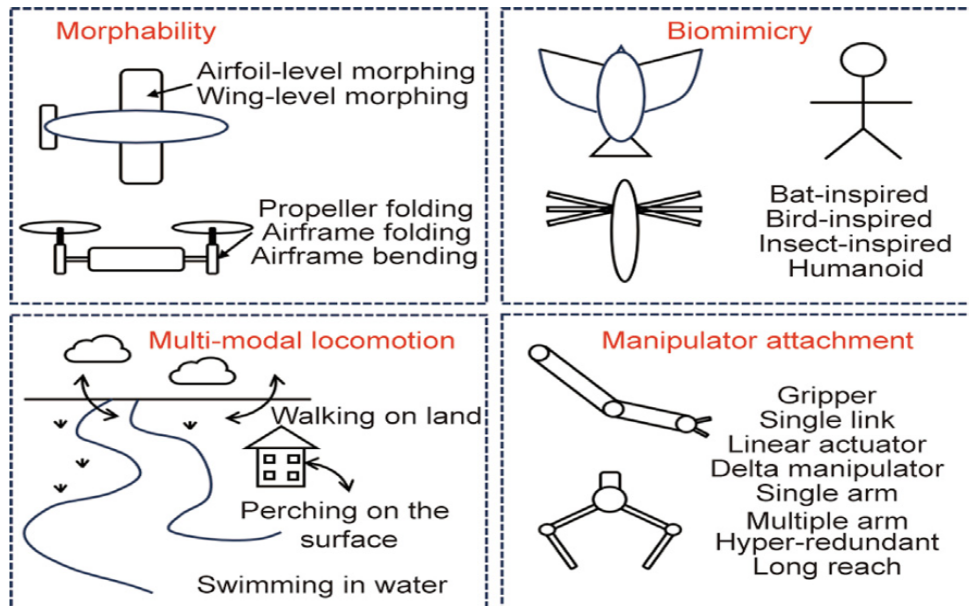 Morphability
Airfoil-level morphing
Wing-level morphing
Propeller folding
Airframe folding
Airframe bending
Biomimicry
Bat-inspired
Bird-inspired
Insect-inspired
Humanoid
Multi-modal locomotion
Walking on land
Perching on the
surface
Swimming in water
Manipulator attachment
Gripper
Single link
Linear actuator
Delta manipulator
Single arm
Multiple arm
Hyper-redundant
Long reach